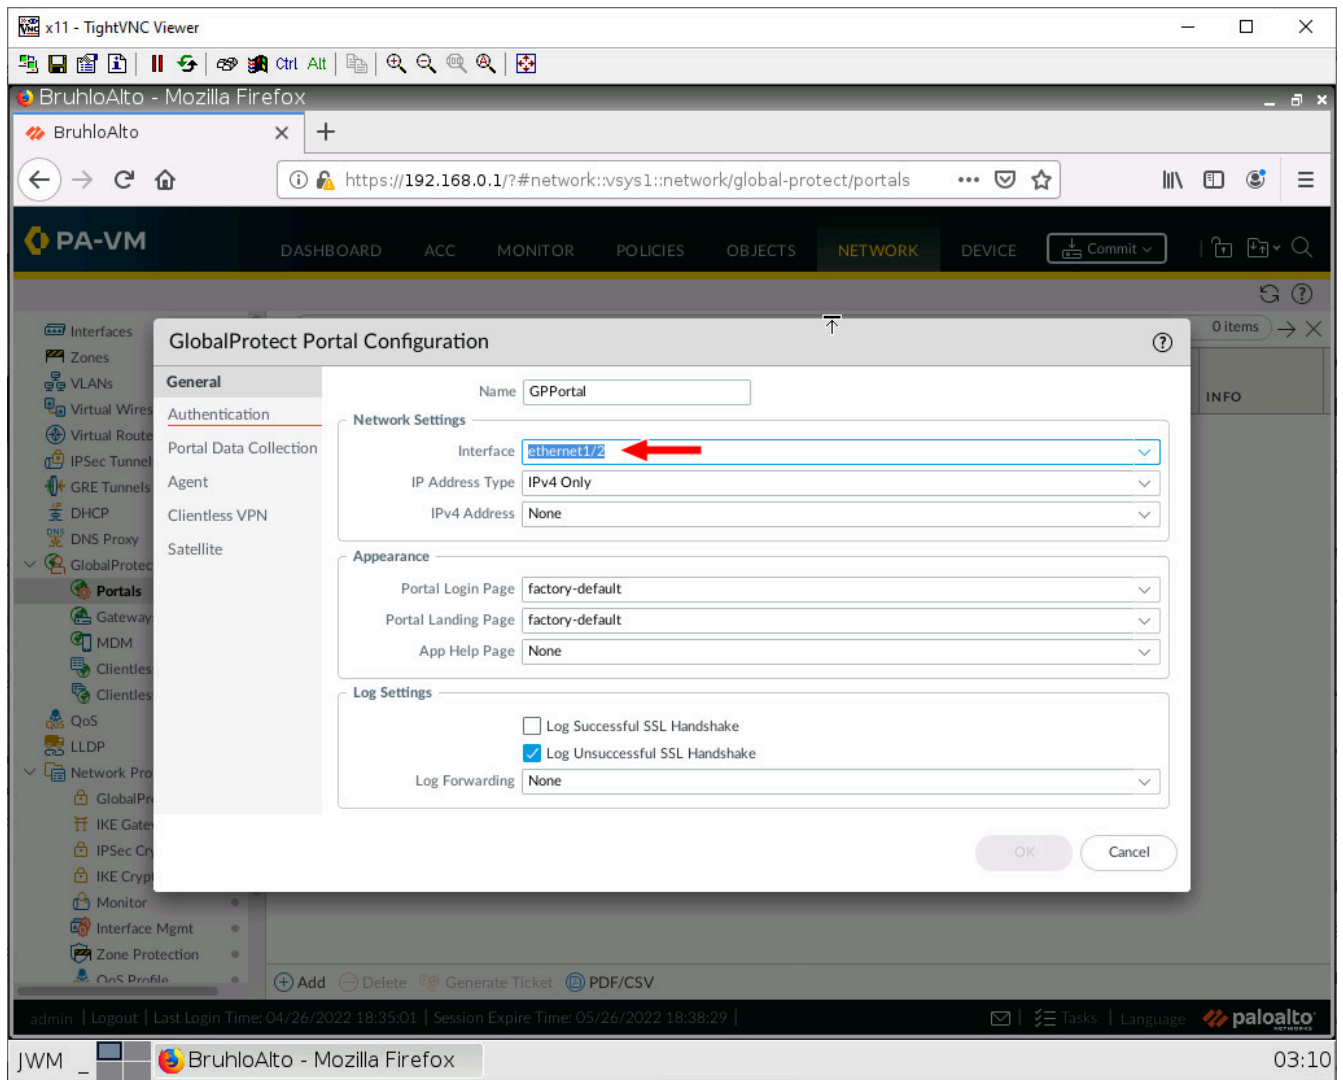 x11 - TightVNC Viewer
Ctrl Alt
BruhloAlto - Mozilla Firefox
BruhloAlto
https://192.168.0.1/?#network::vsys1::network/global-protect/portals
PA-VM
DASHBOARD ACC MONITOR POLICIES OBJECTS NETWORK DEVICE Commit
Interfaces
0 items
Zones
VLANs
Virtual Wires
Virtual Route
IPSec Tunnel
GRE Tunnels
DHCP
DNS Proxy
GlobalProtec
Portals
Gateway
MDM
Clientles
Clientles
QoS
LLDP
Network Pro
GlobalPr
IKE Gate
IPSec Cry
IKE Crypt
Monitor
Interface Mgmt
Zone Protection
QoS Profile
INFO
GlobalProtect Portal Configuration
General
Authentication
Portal Data Collection
Agent
Clientless VPN
Satellite
Name GPPortal
Network Settings
Interface ethernet1/2
IP Address Type IPv4 Only
IPv4 Address None
Appearance
Portal Login Page factory-default
Portal Landing Page factory-default
App Help Page None
Log Settings
Log Successful SSL Handshake
Log Unsuccessful SSL Handshake
Log Forwarding None
OK Cancel
Add Delete Generate Ticket PDF/CSV
admin | Logout | Last Login Time: 04/26/2022 18:35:01 | Session Expire Time: 05/26/2022 18:38:29 |
Tasks | Language paloalto NETWORKS
JWM BruhloAlto - Mozilla Firefox 03:10